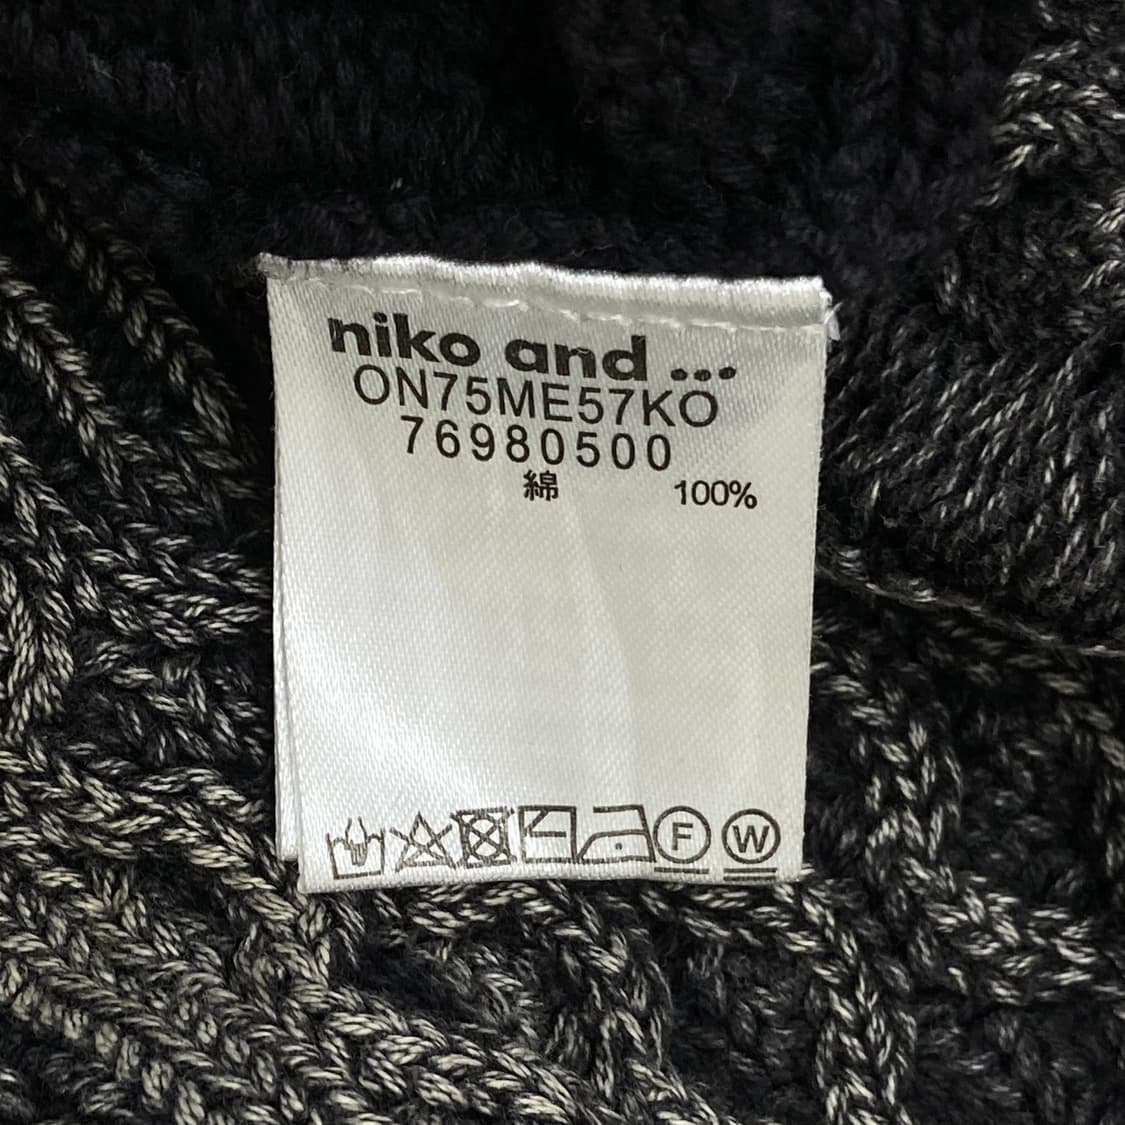 niko and ...
ON75ME57KO
76980500
綿 100%
F W